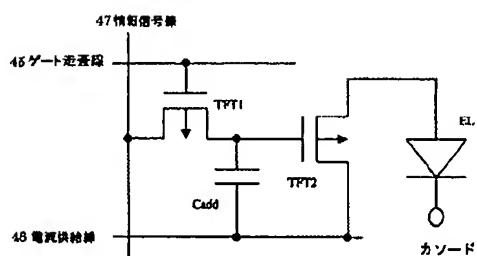 47 情報信号線
45 ゲート走査線
TFT1
EL
TFT2
Cadd
48 電流供給線
カソード